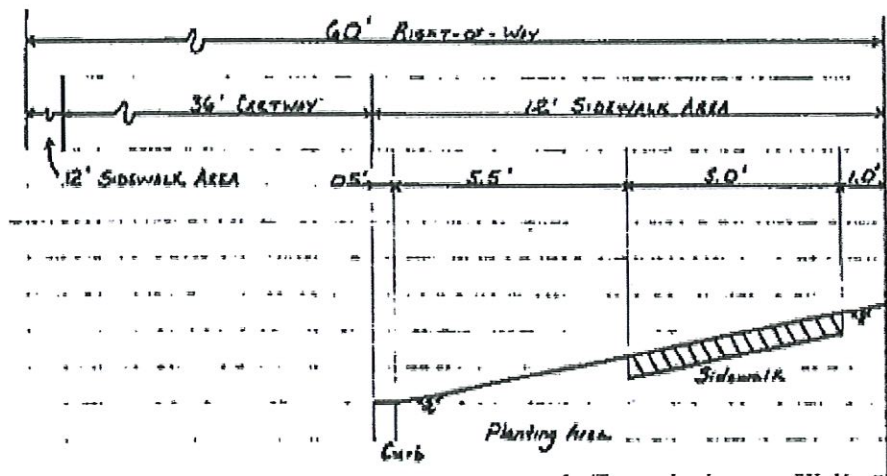 60' RIGHT-OF-WAY
36' CARTWAY
12' SIDEWALK AREA
12' SIDEWALK AREA
0.5'
5.5'
5.0'
1.0'
Sidewalk
Planting Area
Curb